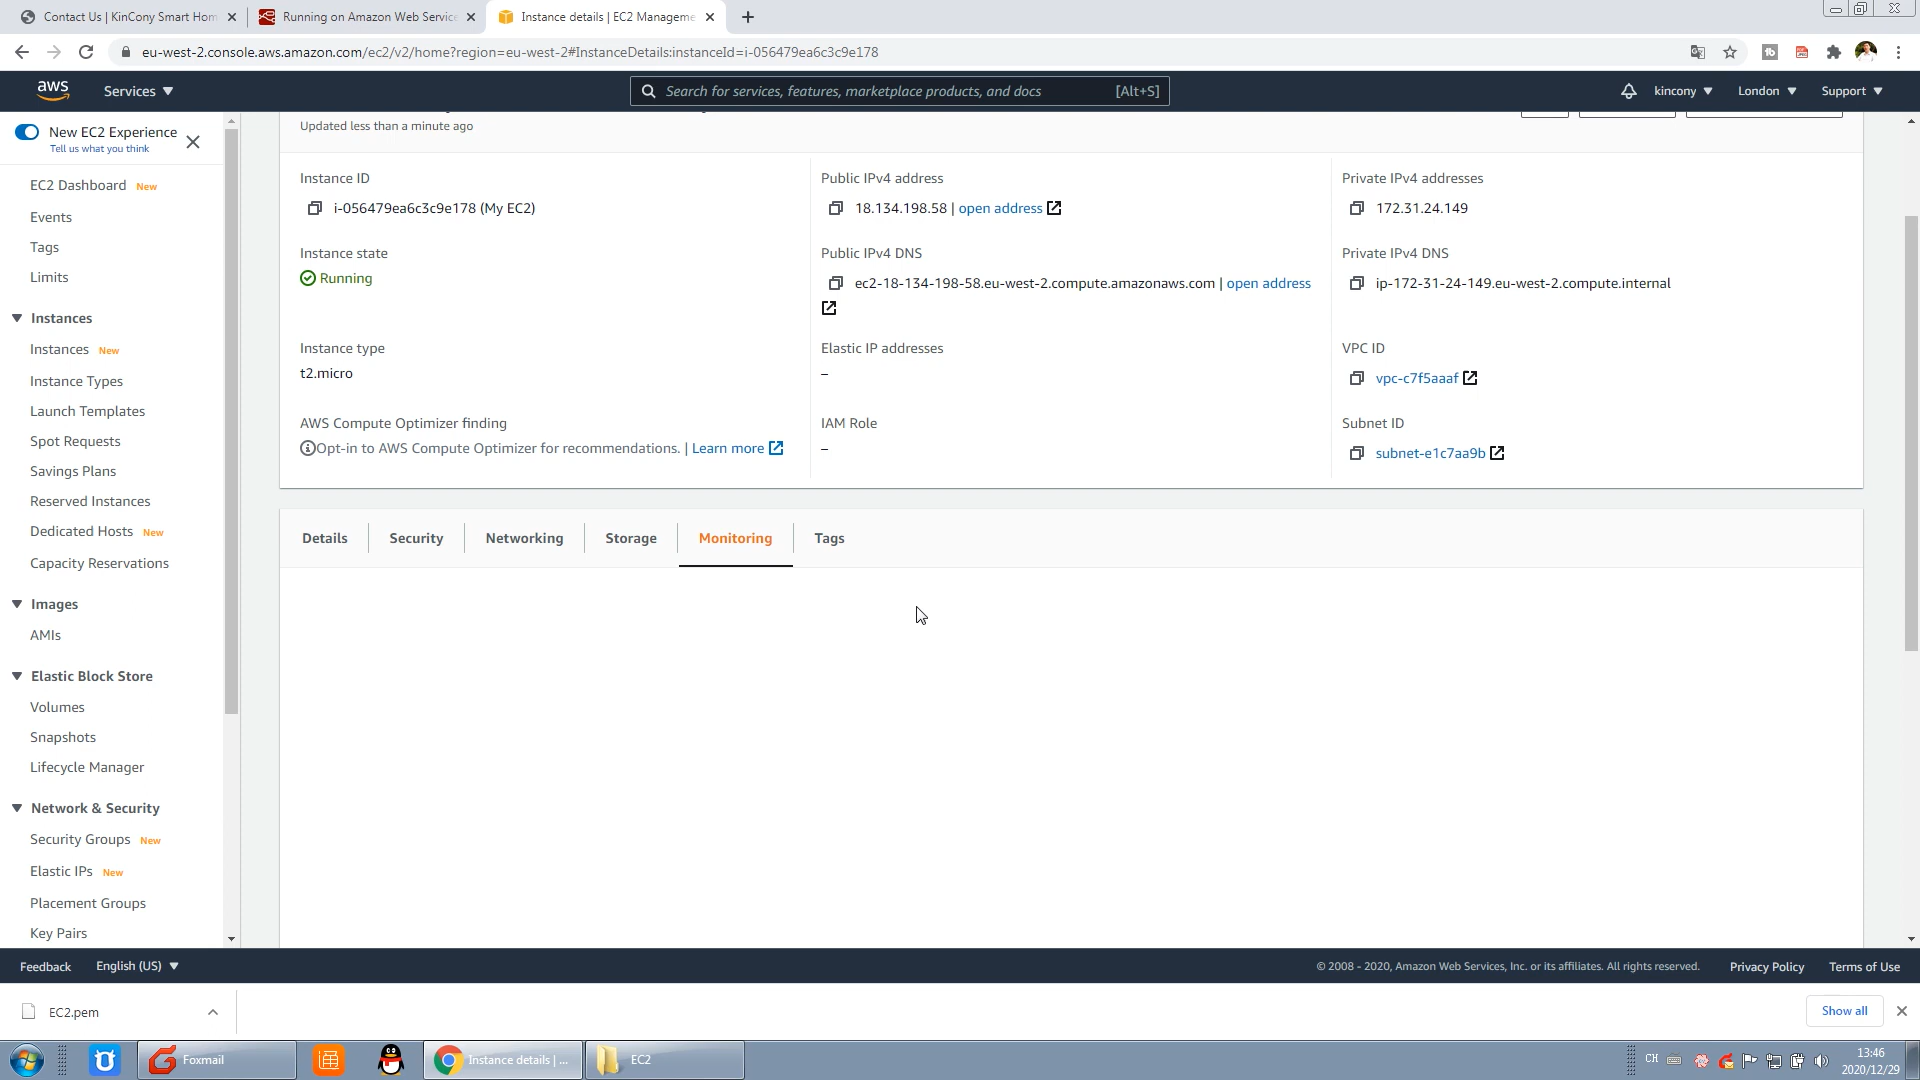 Contact Us | KinCony Smart Hom
Running on Amazon Web Service
Instance details | EC2 Manageme
eu-west-2.console.aws.amazon.com/ec2/v2/home?region=eu-west-2#InstanceDetails:instanceId=i-056479ea6c3c9e178
aws
Services
Search for services, features, marketplace products, and docs
[Alt+S]
kincony
London
Support
New EC2 Experience
Tell us what you think
EC2 Dashboard New
Events
Tags
Limits
Instances
Instances New
Instance Types
Launch Templates
Spot Requests
Savings Plans
Reserved Instances
Dedicated Hosts New
Capacity Reservations
Images
AMIs
Elastic Block Store
Volumes
Snapshots
Lifecycle Manager
Network & Security
Security Groups New
Elastic IPs New
Placement Groups
Key Pairs
Updated less than a minute ago
Instance ID
i-056479ea6c3c9e178 (My EC2)
Public IPv4 address
18.134.198.58 | open address
Private IPv4 addresses
172.31.24.149
Instance state
Running
Public IPv4 DNS
ec2-18-134-198-58.eu-west-2.compute.amazonaws.com | open address
Private IPv4 DNS
ip-172-31-24-149.eu-west-2.compute.internal
Instance type
t2.micro
Elastic IP addresses
–
VPC ID
vpc-c7f5aaaf
AWS Compute Optimizer finding
Opt-in to AWS Compute Optimizer for recommendations. | Learn more
IAM Role
–
Subnet ID
subnet-e1c7aa9b
Details
Security
Networking
Storage
Monitoring
Tags
Feedback
English (US)
© 2008 - 2020, Amazon Web Services, Inc. or its affiliates. All rights reserved.
Privacy Policy
Terms of Use
EC2.pem
Show all
Foxmail
Instance details | ...
EC2
CH
13:46
2020/12/29